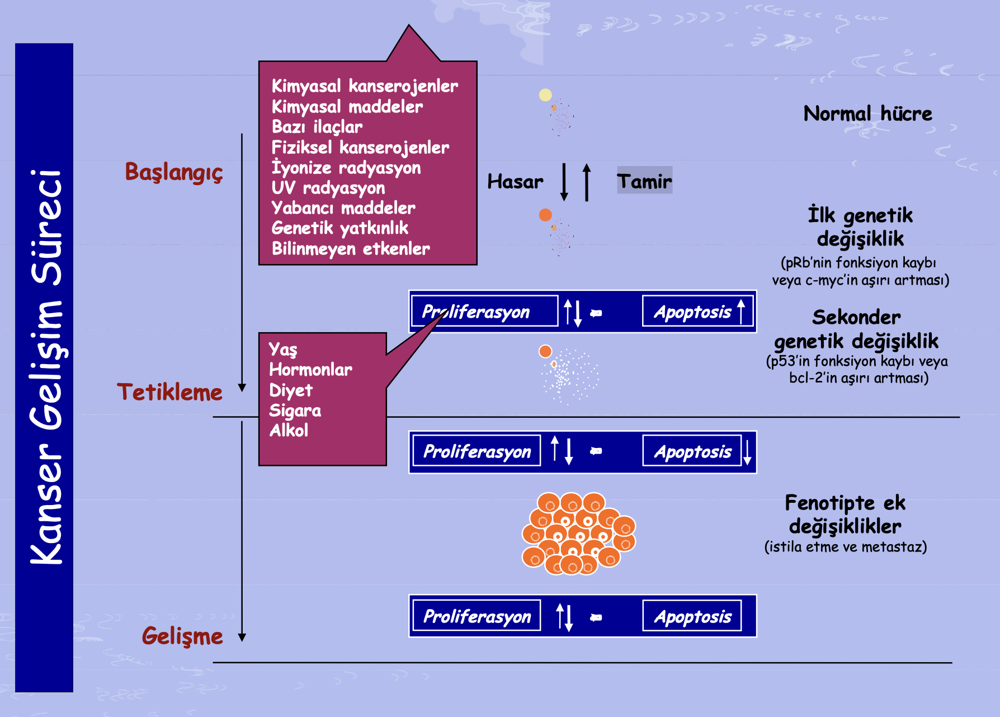 Kanser Gelişim Süreci
Kimyasal kanserojenler
Kimyasal maddeler
Bazı ilaçlar
Fiziksel kanserojenler
İyonize radyasyon
UV radyasyon
Yabancı maddeler
Genetik yatkınlık
Bilinmeyen etkenler
Normal hücre
Başlangıç
Hasar
Tamir
İlk genetik
değişiklik
(pRb'nin fonksiyon kaybı
veya c-myc'in aşırı artması)
Proliferasyon
Apoptosis
Sekonder
genetik değişiklik
(p53'in fonksiyon kaybı veya
bcl-2'in aşırı artması)
Yaş
Hormonlar
Diyet
Sigara
Alkol
Tetikleme
Proliferasyon
Apoptosis
Fenotipte ek
değişiklikler
(istila etme ve metastaz)
Proliferasyon
Apoptosis
Gelişme